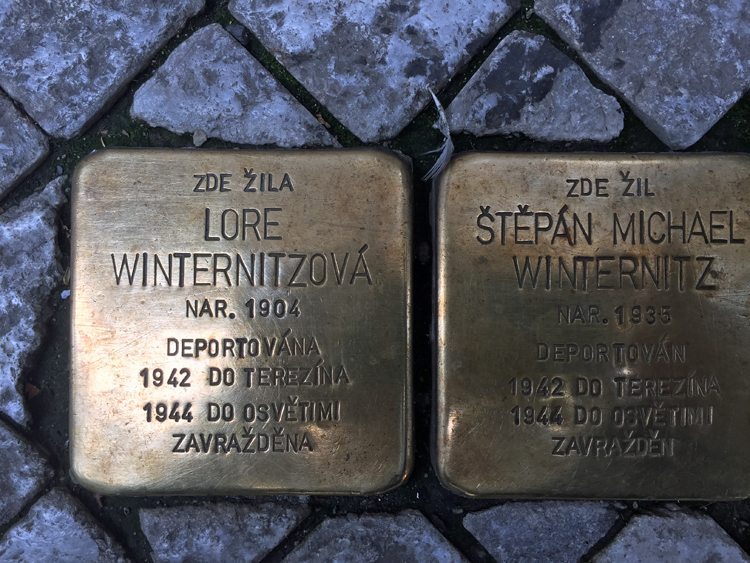 ZDE ŽILA
LORE
WINTERNITZOVÁ
NAR. 1904
DEPORTOVÁNA
1942 DO TEREZÍNA
1944 DO OSVĚTIMI
ZAVRAŽDĚNA
ZDE ŽIL
ŠTĚPÁN MICHAEL
WINTERNITZ
NAR. 1935
DEPORTOVÁN
1942 DO TEREZÍNA
1944 DO OSVĚTIMI
ZAVRAŽDĚN